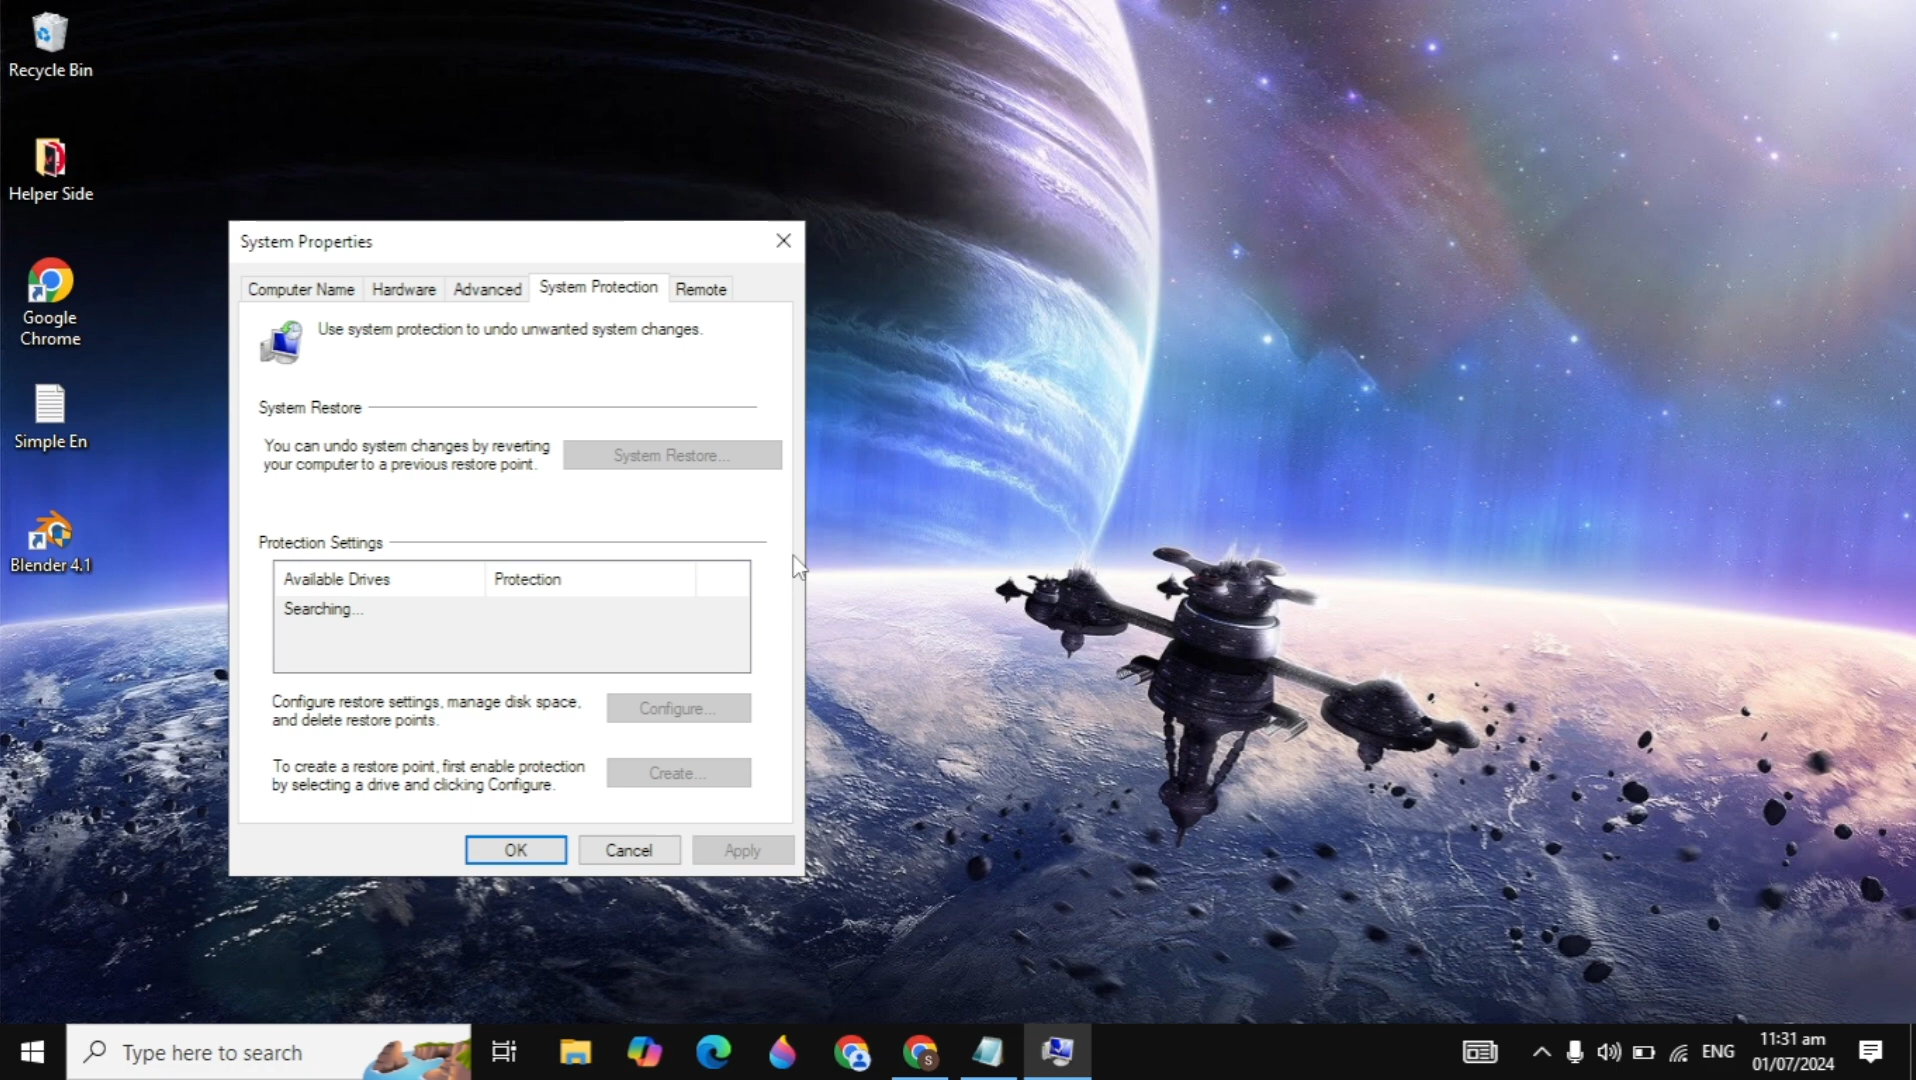 Recycle Bin
Helper Side
Google
Chrome
Simple En
Blender 4.1
System Properties
Computer Name
Hardware
Advanced
System Protection
Remote
Use system protection to undo unwanted system changes.
System Restore
You can undo system changes by reverting
your computer to a previous restore point.
System Restore...
Protection Settings
Available Drives
Protection
Searching...
Configure restore settings, manage disk space,
and delete restore points.
Configure...
To create a restore point, first enable protection
by selecting a drive and clicking Configure.
Create...
OK
Cancel
Apply
Type here to search
S
ENG
11:31 am
01/07/2024